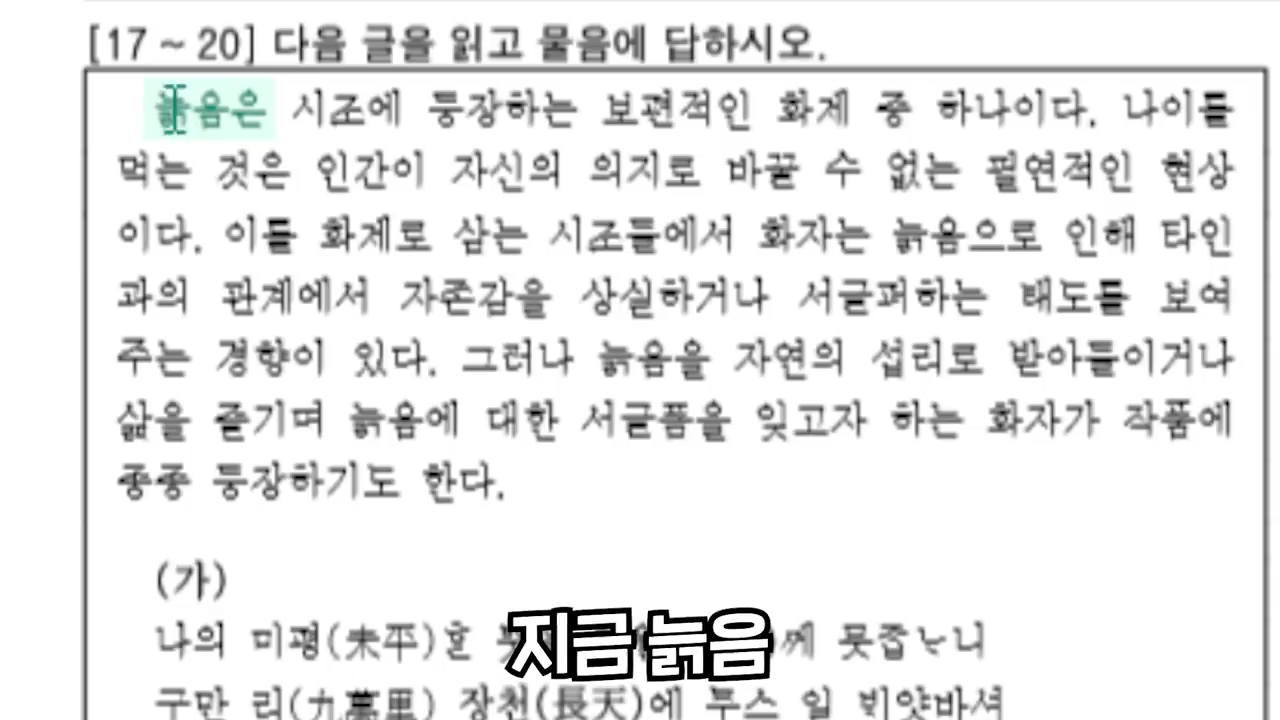 [17 ~ 20] 다음 글을 읽고 물음에 답하시오.
늙음은 시조에 등장하는 보편적인 화제 중 하나이다. 나이를
먹는 것은 인간이 자신의 의지로 바꿀 수 없는 필연적인 현상
이다. 이를 화제로 삼는 시조들에서 화자는 늙음으로 인해 타인
과의 관계에서 자존감을 상실하거나 서글퍼하는 태도를 보여
주는 경향이 있다. 그러나 늙음을 자연의 섭리로 받아들이거나
삶을 즐기며 늙음에 대한 서글픔을 잊고자 하는 화자가 작품에
종종 등장하기도 한다.
(가)
나의 미평(未平)ᄒᆞᆫ 못ᄌᆞᆸᄂᆞ니
지금 늙음
구만 리(九萬里) 장천(長天)에 두스 일